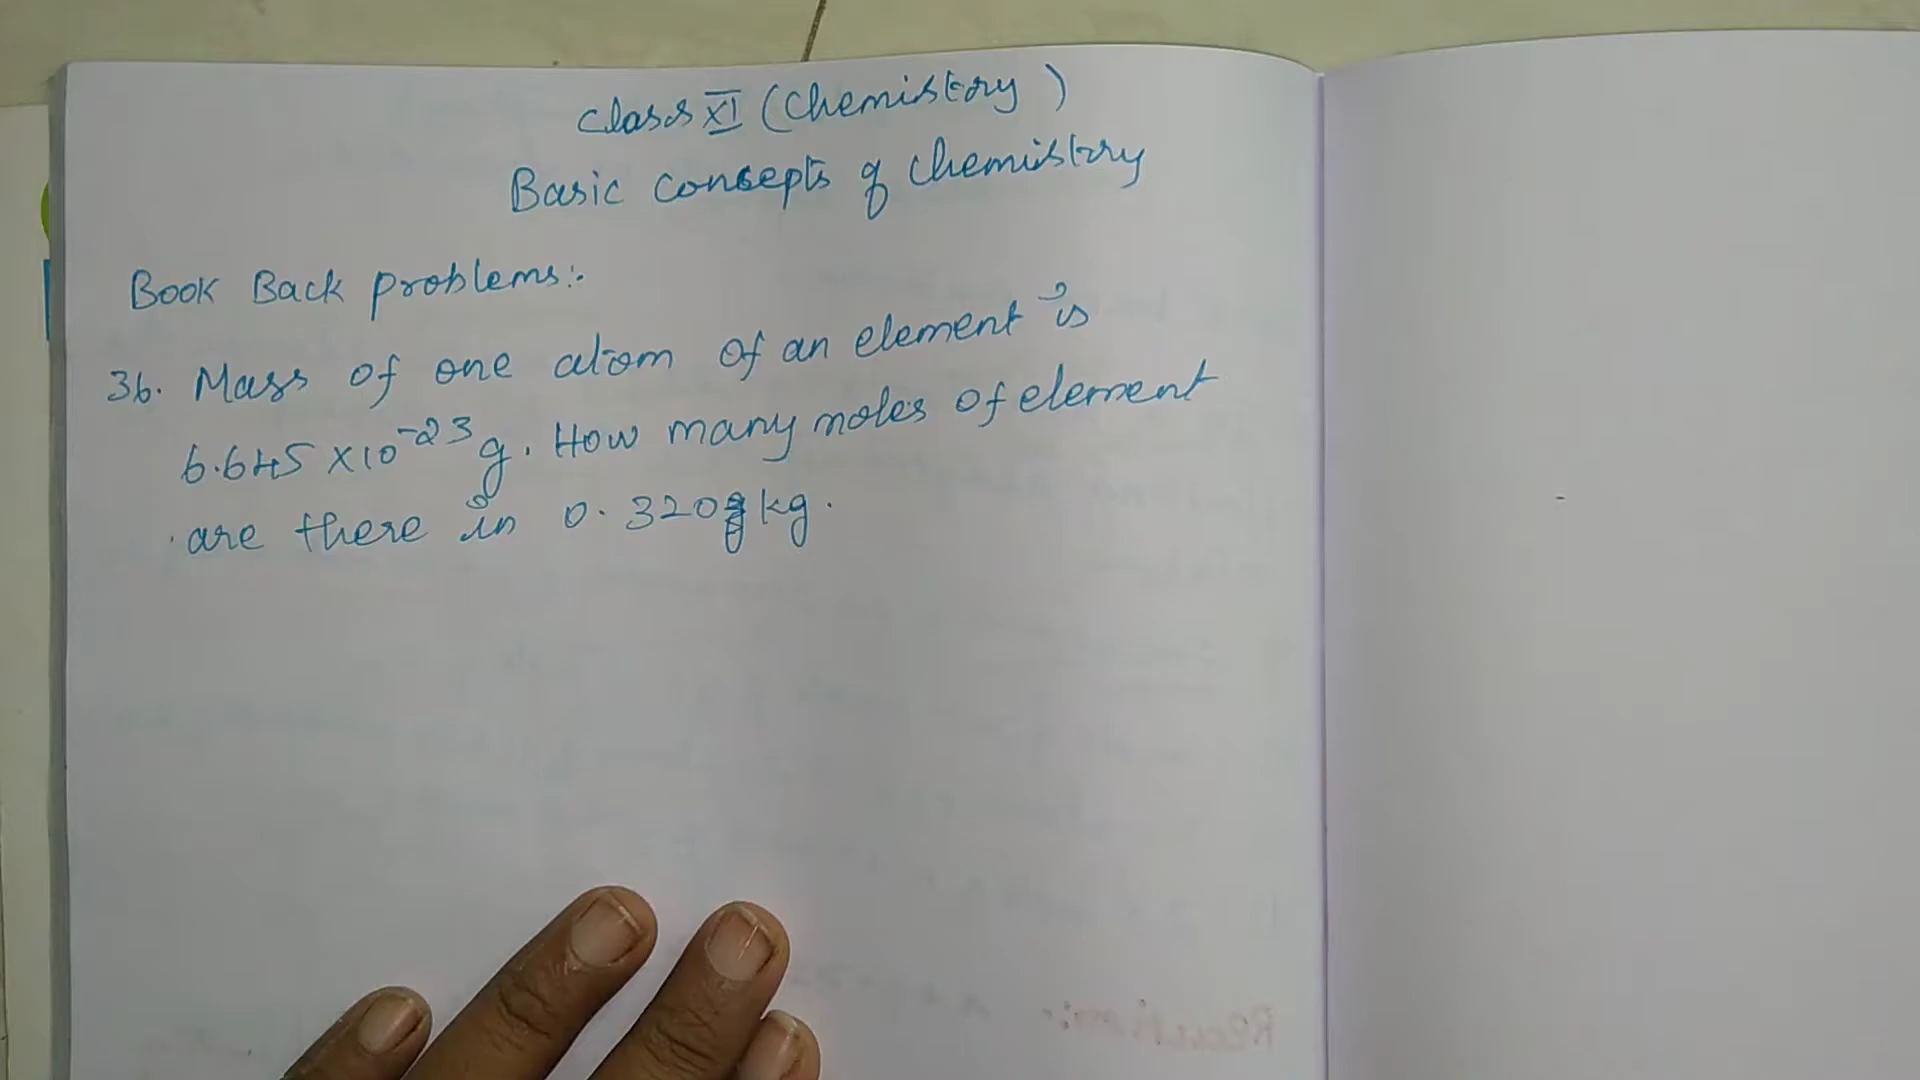 Class XI (Chemistry)
Basic concepts of chemistry
Book Back problems:-
36. Mass of one atom of an element is
6.645 x10⁻²³ g. How many moles of element
are there in 0.320 kg.